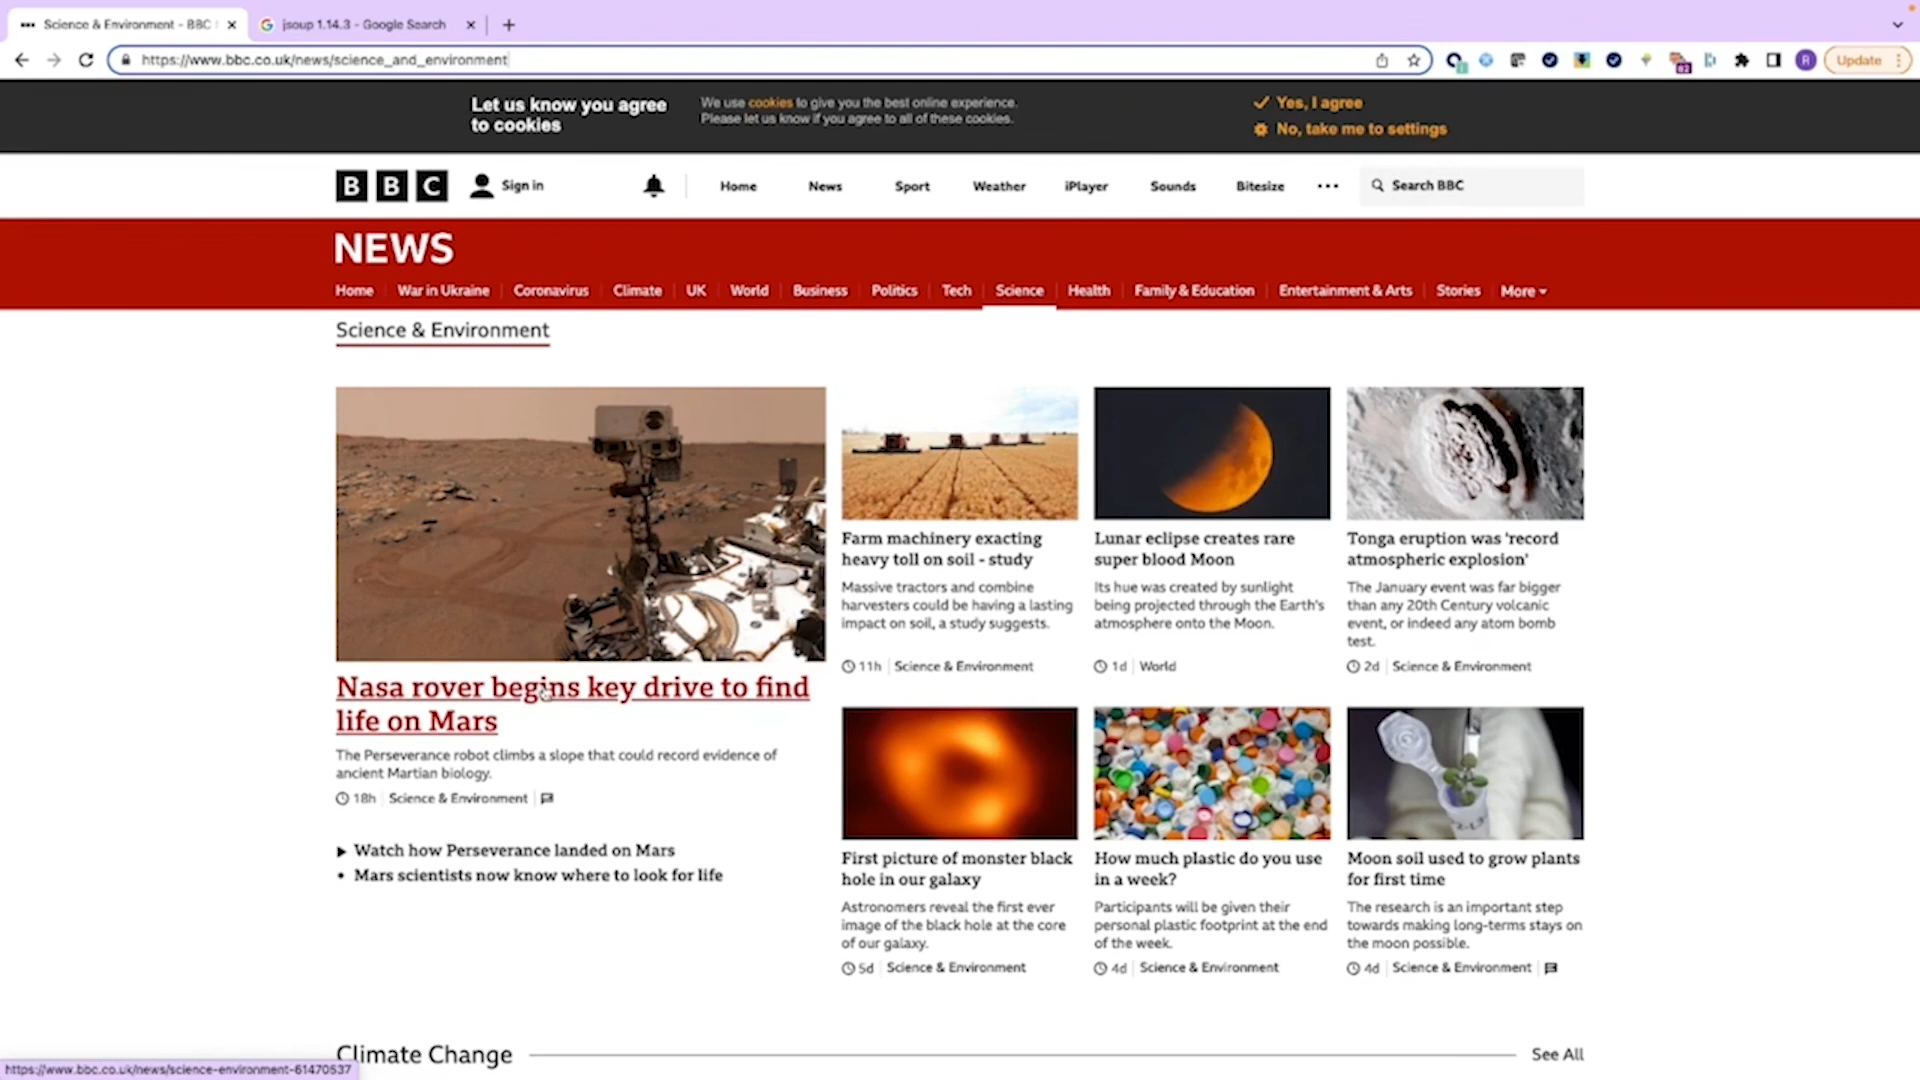 Science & Environment - BBC
jsoup 1.14.3 - Google Search
https://www.bbc.co.uk/news/science_and_environment
Update
Let us know you agree
to cookies
We use cookies to give you the best online experience.
Please let us know if you agree to all of these cookies.
Yes, I agree
No, take me to settings
BBC
Sign in
Home
News
Sport
Weather
iPlayer
Sounds
Bitesize
Search BBC
NEWS
Home
War in Ukraine
Coronavirus
Climate
UK
World
Business
Politics
Tech
Science
Health
Family & Education
Entertainment & Arts
Stories
More
Science & Environment
Nasa rover begins key drive to find
life on Mars
The Perseverance robot climbs a slope that could record evidence of
ancient Martian biology.
18h
Science & Environment
Watch how Perseverance landed on Mars
Mars scientists now know where to look for life
Farm machinery exacting
heavy toll on soil - study
Massive tractors and combine
harvesters could be having a lasting
impact on soil, a study suggests.
11h
Science & Environment
Lunar eclipse creates rare
super blood Moon
Its hue was created by sunlight
being projected through the Earth's
atmosphere onto the Moon.
1d
World
Tonga eruption was 'record
atmospheric explosion'
The January event was far bigger
than any 20th Century volcanic
event, or indeed any atom bomb
test.
2d
Science & Environment
First picture of monster black
hole in our galaxy
Astronomers reveal the first ever
image of the black hole at the core
of our galaxy.
5d
Science & Environment
How much plastic do you use
in a week?
Participants will be given their
personal plastic footprint at the end
of the week.
4d
Science & Environment
Moon soil used to grow plants
for first time
The research is an important step
towards making long-terms stays on
the moon possible.
4d
Science & Environment
Climate Change
See All
https://www.bbc.co.uk/news/science-environment-61470537